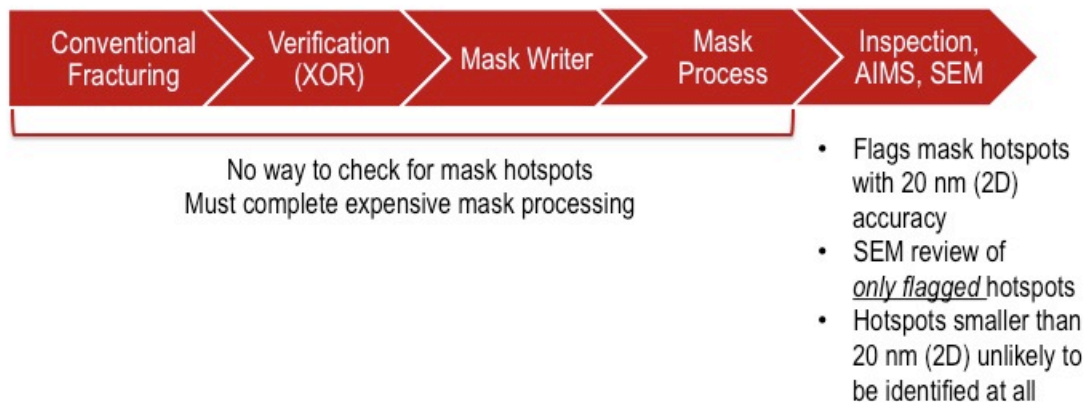 Conventional
Fracturing
Verification
(XOR)
Mask Writer
Mask
Process
Inspection,
AIMS, SEM
No way to check for mask hotspots
Must complete expensive mask processing
• Flags mask hotspots
with 20 nm (2D)
accuracy
• SEM review of
only flagged hotspots
• Hotspots smaller than
20 nm (2D) unlikely to
be identified at all